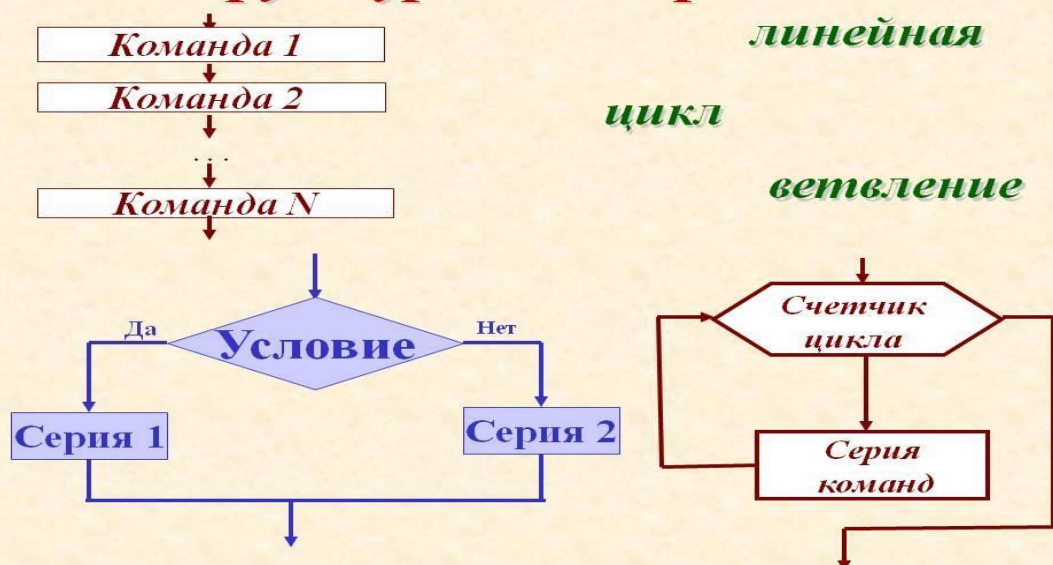 Команда 1
линейная
Команда 2
цикл
. . .
ветвление
Команда N
Да
Условие
Нет
Серия 1
Серия 2
Счетчик
цикла
Серия
команд